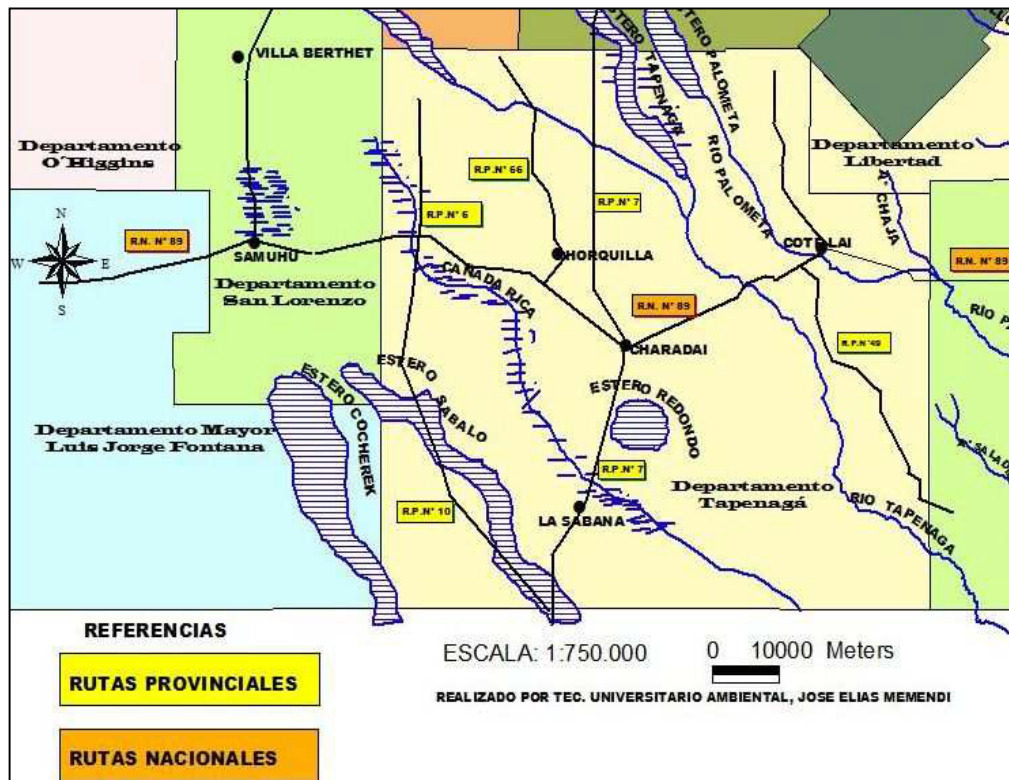 VILLA BERTHET
ESTERO TAPENAGA
ESTERO PALOMETA
Departamento
O´Higgins
R.P.N° 66
Departamento
Libertad
R.P.N° 6
R.P.N° 7
RIO PALOMETA
A° CHAJA
N
W
E
S
R.N. N° 89
SAMUHU
HORQUILLA
COTELAI
R.N. N° 89
Departamento
San Lorenzo
CAÑADA RICA
R.N. N° 89
RIO
CHARADAI
R.P.N°49
ESTERO SABALO
ESTERO COCHEREK
ESTERO REDONDO
Departamento Mayor
Luis Jorge Fontana
R.P.N° 7
Departamento
Tapenagá
R.P.N° 10
LA SABANA
RIO TAPENAGA
REFERENCIAS
RUTAS PROVINCIALES
RUTAS NACIONALES
ESCALA: 1:750.000
0 10000 Meters
REALIZADO POR TEC. UNIVERSITARIO AMBIENTAL, JOSE ELIAS MEMENDI